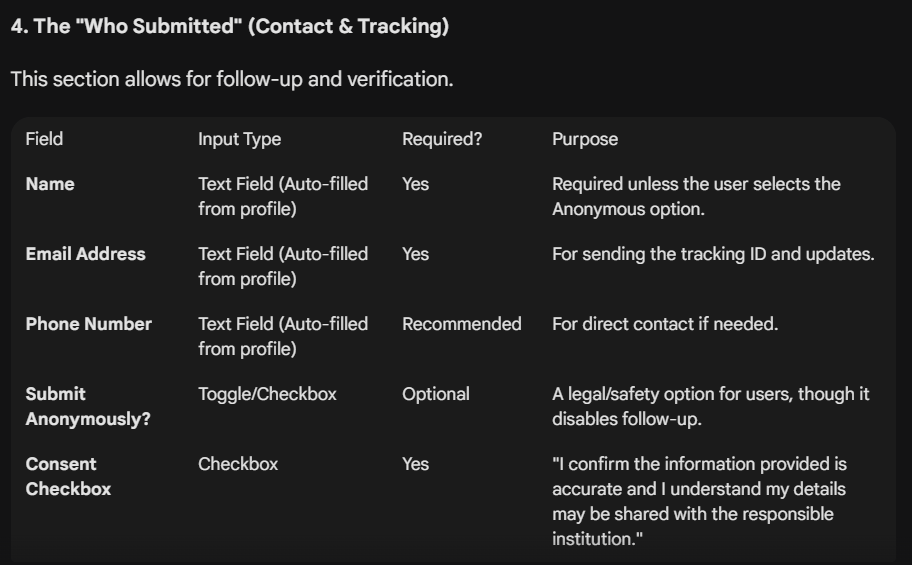 4. The "Who Submitted" (Contact & Tracking)
This section allows for follow-up and verification.
Field Input Type Required? Purpose
Name Text Field (Auto-filled Yes Required unless the user selects the
from profile) Anonymous option.
Email Address Text Field (Auto-filled Yes For sending the tracking ID and updates.
from profile)
Phone Number Text Field (Auto-filled Recommended For direct contact if needed.
from profile)
Submit Toggle/Checkbox Optional A legal/safety option for users, though it
Anonymously? disables follow-up.
Consent Checkbox Yes "I confirm the information provided is
Checkbox accurate and I understand my details
may be shared with the responsible
institution."